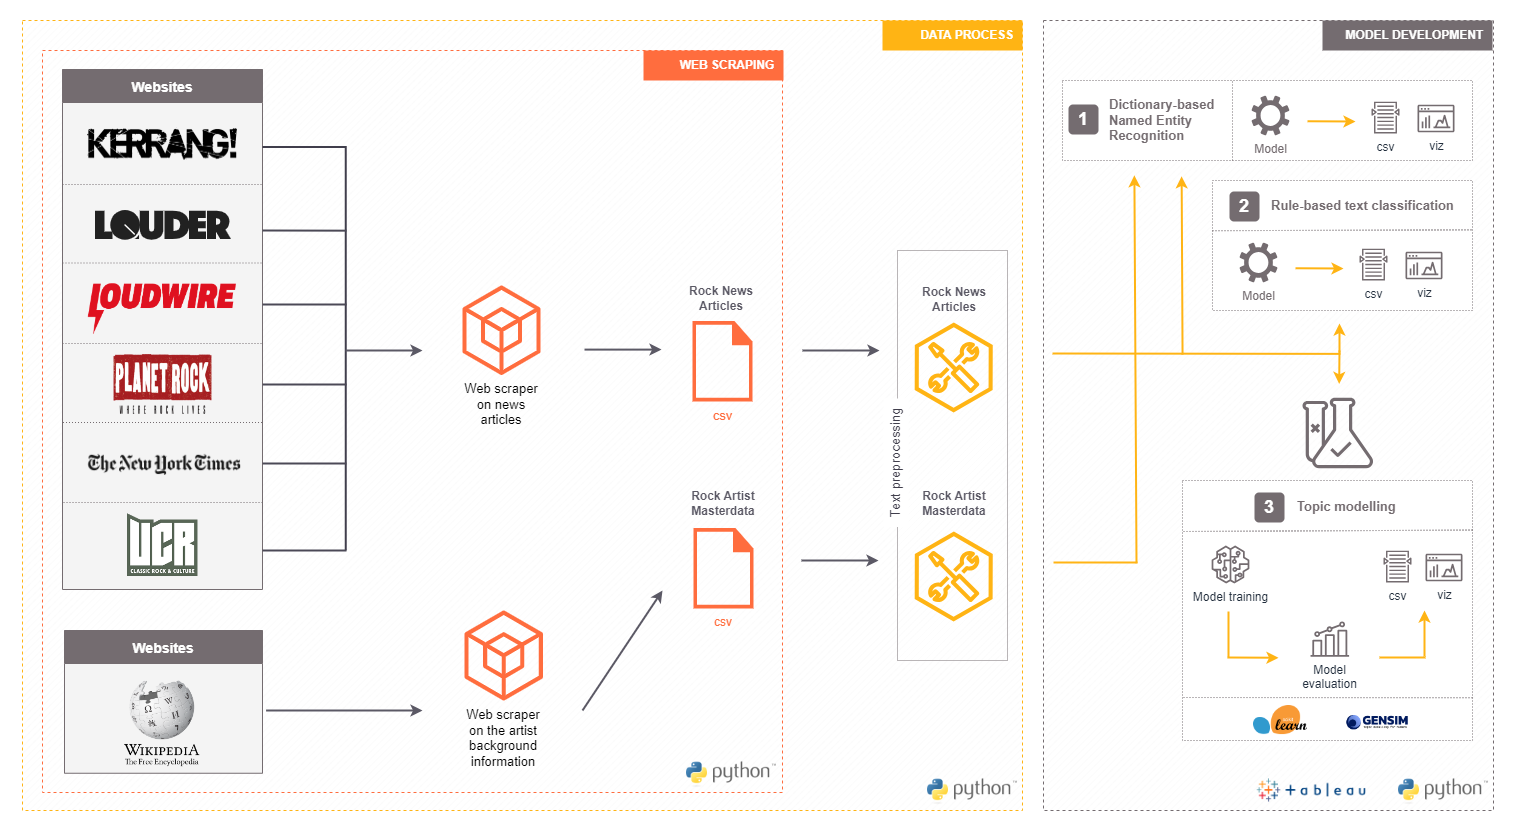 DATA PROCESS
MODEL DEVELOPMENT
WEB SCRAPING
Websites
KERRANG!
LOUDER
LOUDWIRE
PLANET ROCK
WHERE ROCK LIVES
The New York Times
UCR
CLASSIC ROCK & CULTURE
Websites
WIKIPEDIA
The Free Encyclopedia
Web scraper
on news
articles
Web scraper
on the artist
background
information
Rock News
Articles
csv
Rock Artist
Masterdata
csv
python™
Text preprocessing
Rock News
Articles
Rock Artist
Masterdata
python™
1
Dictionary-based
Named Entity
Recognition
Model
csv
viz
2
Rule-based text classification
Model
csv
viz
3
Topic modelling
Model training
csv
viz
Model
evaluation
learn
GENSIM
+ableau
python™